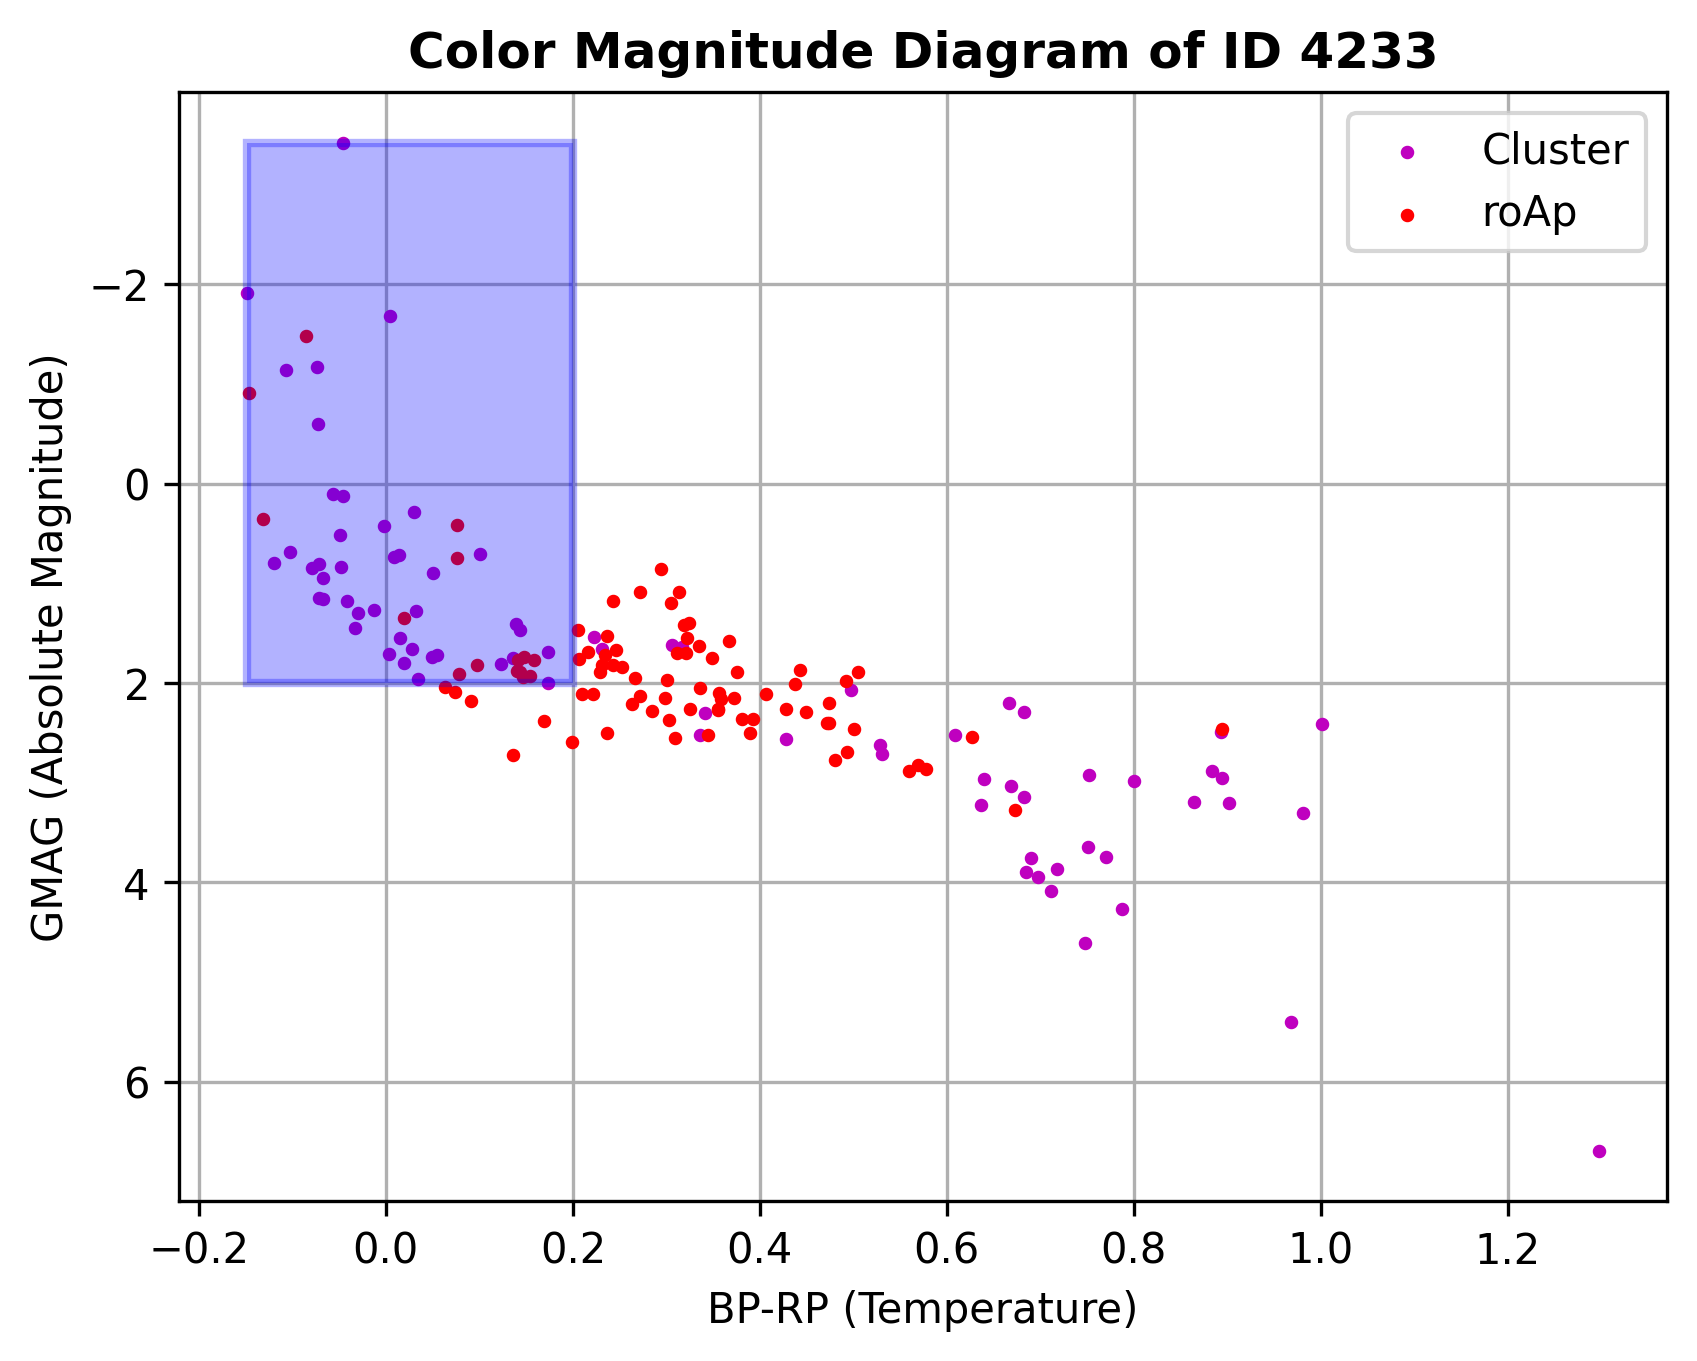 Color Magnitude Diagram of ID 4233
Cluster
roAp
−2
0
2
4
6
GMAG (Absolute Magnitude)
−0.2 0.0 0.2 0.4 0.6 0.8 1.0 1.2
BP-RP (Temperature)